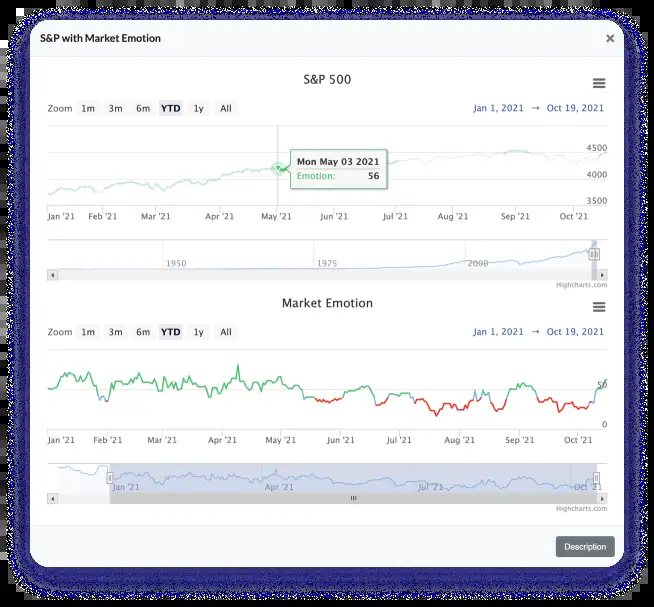 S&P with Market Emotion ×
S&P 500
Zoom 1m 3m 6m YTD 1y All Jan 1, 2021 → Oct 19, 2021
Mon May 03 2021
Emotion: 56
4500
4000
3500
Jan '21 Feb '21 Mar '21 Apr '21 May '21 Jun '21 Jul '21 Aug '21 Sep '21 Oct '21
1950 1975 2000
Highcharts.com
Market Emotion
Zoom 1m 3m 6m YTD 1y All Jan 1, 2021 → Oct 19, 2021
50
0
Jan '21 Feb '21 Mar '21 Apr '21 May '21 Jun '21 Jul '21 Aug '21 Sep '21 Oct '21
Jan '21 Apr '21 Jul '21 Oct '21
Highcharts.com
Description